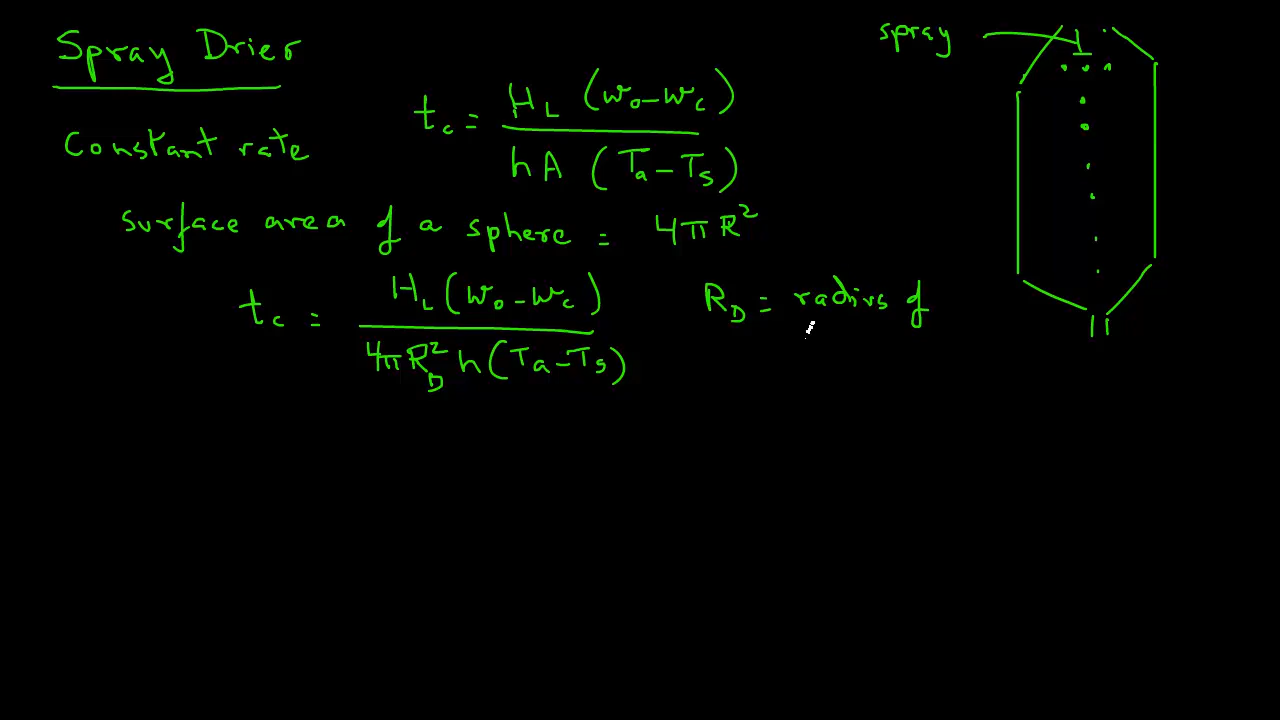 Spray Drier
spray
Constant rate
t_c = H_L (w_o - w_c) / h A (T_a - T_s)
surface area of a sphere = 4πR²
t_c = H_L (w_o - w_c) / 4πR_D² h (T_a - T_s)
R_D = radius of